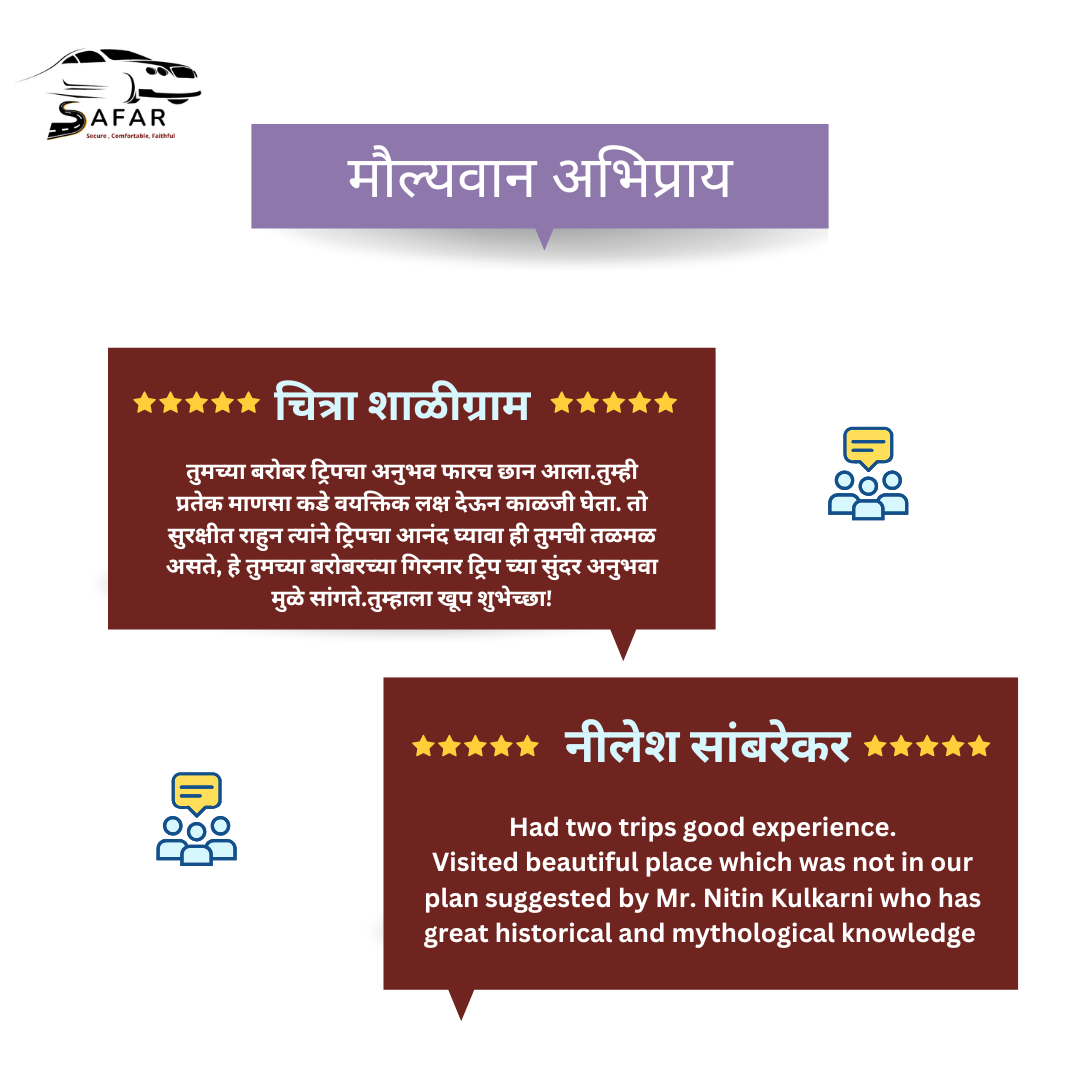 SAFAR
Secure , Comfortable, Faithful
मौल्यवान अभिप्राय
चित्रा शाळीग्राम
तुमच्या बरोबर ट्रिपचा अनुभव फारच छान आला.तुम्ही
प्रतेक माणसा कडे वयक्तिक लक्ष देऊन काळजी घेता. तो
सुरक्षीत राहुन त्यांने ट्रिपचा आनंद घ्यावा ही तुमची तळमळ
असते, हे तुमच्या बरोबरच्या गिरनार ट्रिप च्या सुंदर अनुभवा
मुळे सांगते.तुम्हाला खूप शुभेच्छा!
नीलेश सांबरेकर
Had two trips good experience.
Visited beautiful place which was not in our
plan suggested by Mr. Nitin Kulkarni who has
great historical and mythological knowledge